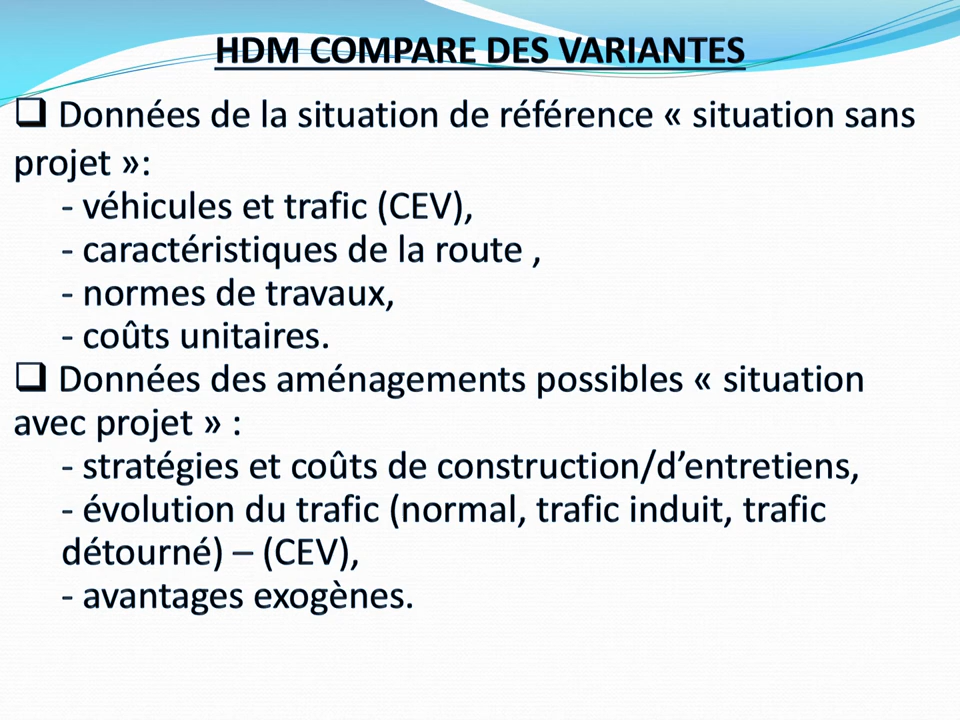 HDM COMPARE DES VARIANTES
❑ Données de la situation de référence « situation sans
projet »:
- véhicules et trafic (CEV),
- caractéristiques de la route ,
- normes de travaux,
- coûts unitaires.
❑ Données des aménagements possibles « situation
avec projet » :
- stratégies et coûts de construction/d’entretiens,
- évolution du trafic (normal, trafic induit, trafic
détourné) – (CEV),
- avantages exogènes.